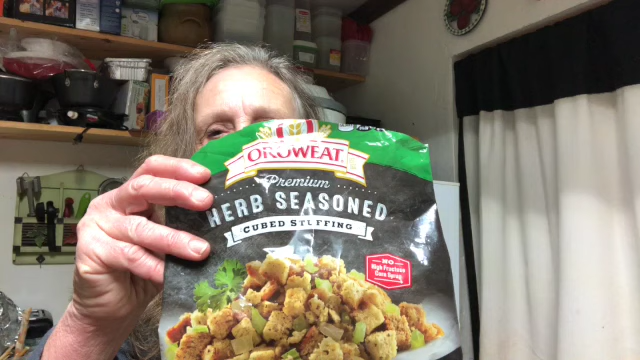 OROWEAT
Premium
HERB SEASONED
CUBED STUFFING
NO
High Fructose
Corn Syrup